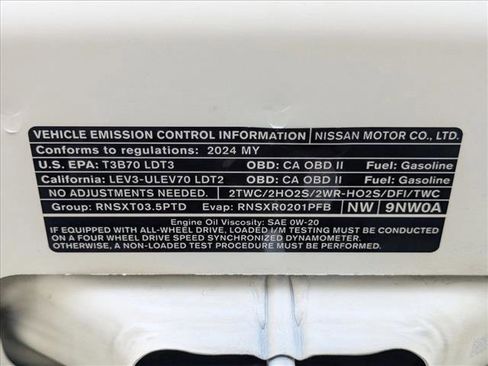 VEHICLE EMISSION CONTROL INFORMATION NISSAN MOTOR CO., LTD.
Conforms to regulations: 2024 MY
U.S. EPA: T3B70 LDT3 OBD: CA OBD II Fuel: Gasoline
California: LEV3-ULEV70 LDT2 OBD: CA OBD II Fuel: Gasoline
NO ADJUSTMENTS NEEDED. 2TWC/2HO2S/2WR-HO2S/DFI/TWC
Group: RNSXT03.5PTD Evap: RNSXR0201PFB NW 9NW0A
Engine Oil Viscosity: SAE 0W-20
IF EQUIPPED WITH ALL-WHEEL DRIVE, LOADED I/M TESTING MUST BE CONDUCTED
ON A FOUR WHEEL DRIVE SPEED SYNCHRONIZED DYNAMOMETER.
OTHERWISE, A NON-LOADED TEST PROCEDURE MUST BE PERFORMED.